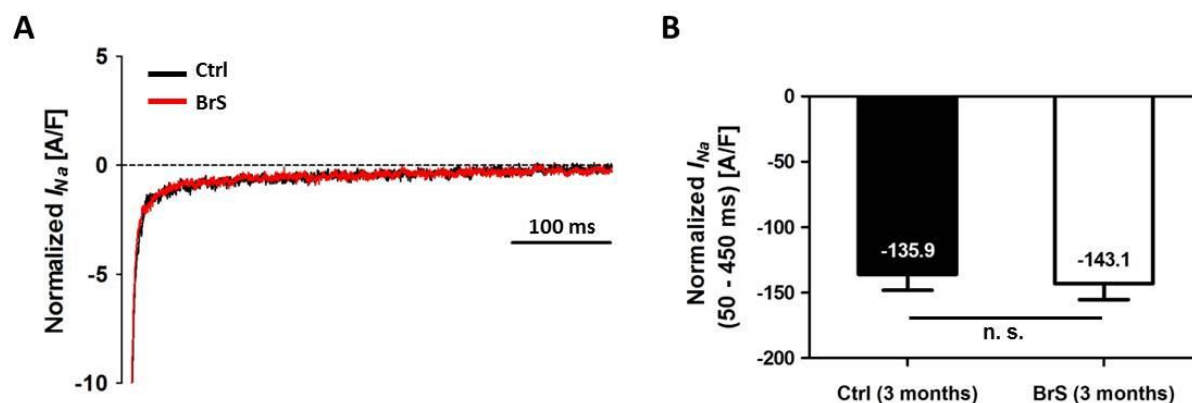 A
Normalized I_Na [A/F]
5
0
-5
-10
Ctrl
BrS
100 ms
B
Normalized I_Na
(50 - 450 ms) [A/F]
0
-50
-100
-150
-200
-135.9
-143.1
n. s.
Ctrl (3 months)
BrS (3 months)